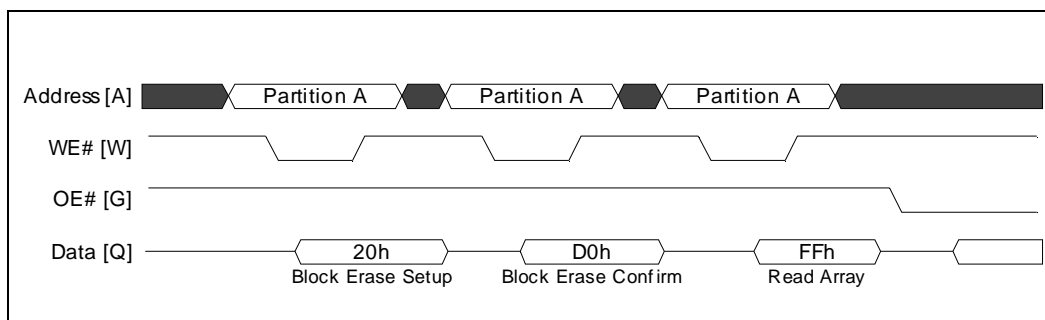 Address [A] Partition A Partition A Partition A
WE# [W]
OE# [G]
Data [Q] 20h D0h FFh
Block Erase Setup Block Erase Confirm Read Array